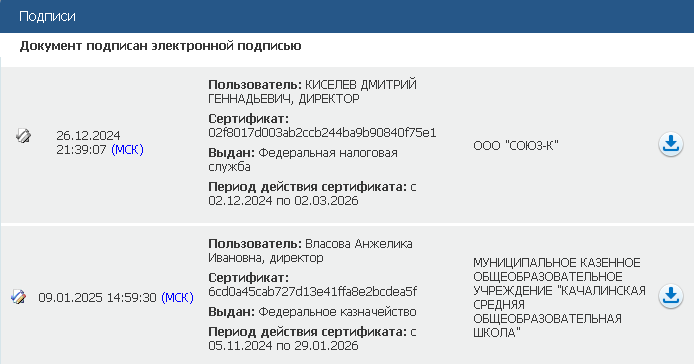 Подписи
Документ подписан электронной подписью
26.12.2024
21:39:07 (МСК)
Пользователь: КИСЕЛЕВ ДМИТРИЙ
ГЕННАДЬЕВИЧ, ДИРЕКТОР
Сертификат:
02f8017d003ab2ccb244ba9b90840f75e1
Выдан: Федеральная налоговая
служба
Период действия сертификата: с
02.12.2024 по 02.03.2026
ООО "СОЮЗ-К"
09.01.2025 14:59:30 (МСК)
Пользователь: Власова Анжелика
Ивановна, директор
Сертификат:
6cd0a45cab727d13e41ffa8e2bcdea5f
Выдан: Федеральное казначейство
Период действия сертификата: с
05.11.2024 по 29.01.2026
МУНИЦИПАЛЬНОЕ КАЗЕННОЕ
ОБЩЕОБРАЗОВАТЕЛЬНОЕ
УЧРЕЖДЕНИЕ "КАЧАЛИНСКАЯ
СРЕДНЯЯ
ОБЩЕОБРАЗОВАТЕЛЬНАЯ
ШКОЛА"